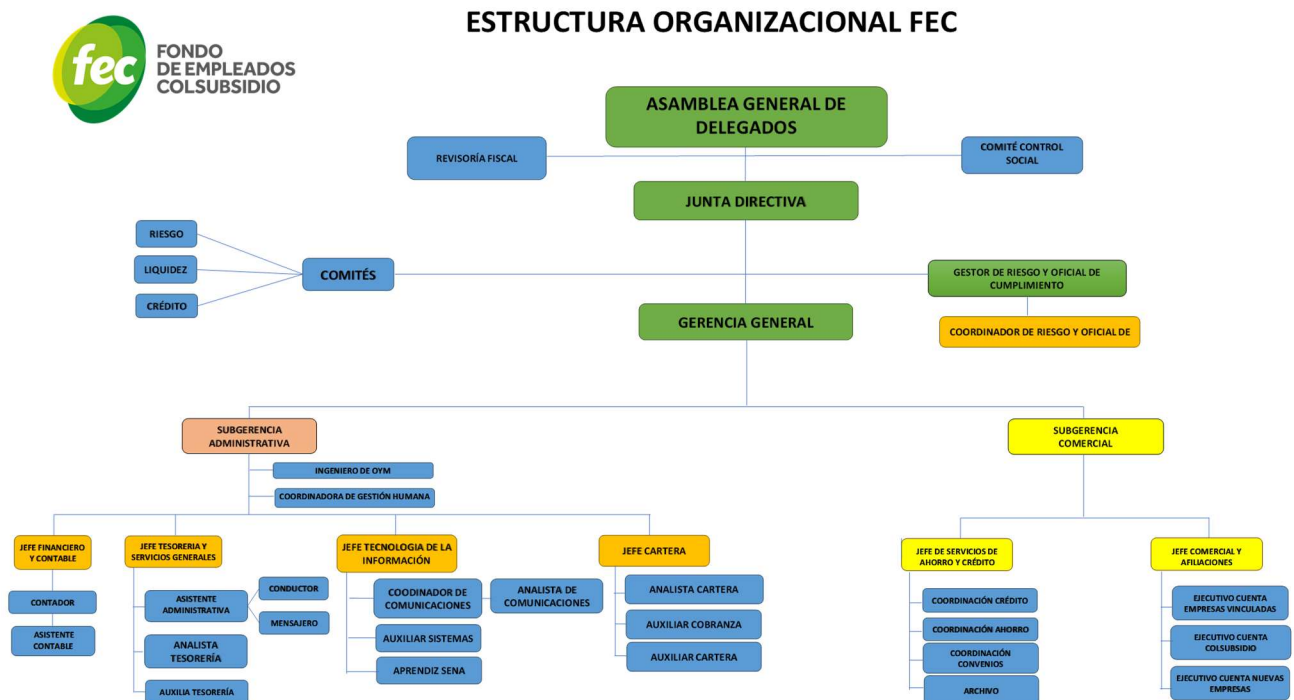 ESTRUCTURA ORGANIZACIONAL FEC
fec
FONDO
DE EMPLEADOS
COLSUBSIDIO
ASAMBLEA GENERAL DE
DELEGADOS
REVISORÍA FISCAL
COMITÉ CONTROL
SOCIAL
JUNTA DIRECTIVA
RIESGO
LIQUIDEZ
CRÉDITO
COMITÉS
GESTOR DE RIESGO Y OFICIAL DE
CUMPLIMIENTO
GERENCIA GENERAL
COORDINADOR DE RIESGO Y OFICIAL DE
SUBGERENCIA
ADMINISTRATIVA
SUBGERENCIA
COMERCIAL
INGENIERO DE OYM
COORDINADORA DE GESTIÓN HUMANA
JEFE FINANCIERO
Y CONTABLE
CONTADOR
ASISTENTE
CONTABLE
JEFE TESORERIA Y
SERVICIOS GENERALES
ASISTENTE
ADMINISTRATIVA
CONDUCTOR
MENSAJERO
ANALISTA
TESORERÍA
AUXILIA TESORERÍA
JEFE TECNOLOGIA DE LA
INFORMACIÓN
COODINADOR DE
COMUNICACIONES
ANALISTA DE
COMUNICACIONES
AUXILIAR SISTEMAS
APRENDIZ SENA
JEFE CARTERA
ANALISTA CARTERA
AUXILIAR COBRANZA
AUXILIAR CARTERA
JEFE DE SERVICIOS DE
AHORRO Y CRÉDITO
COORDINACIÓN CRÉDITO
COORDINACIÓN AHORRO
COORDINACIÓN
CONVENIOS
ARCHIVO
JEFE COMERCIAL Y
AFILIACIONES
EJECUTIVO CUENTA
EMPRESAS VINCULADAS
EJECUTIVO CUENTA
COLSUBSIDIO
EJECUTIVO CUENTA NUEVAS
EMPRESAS